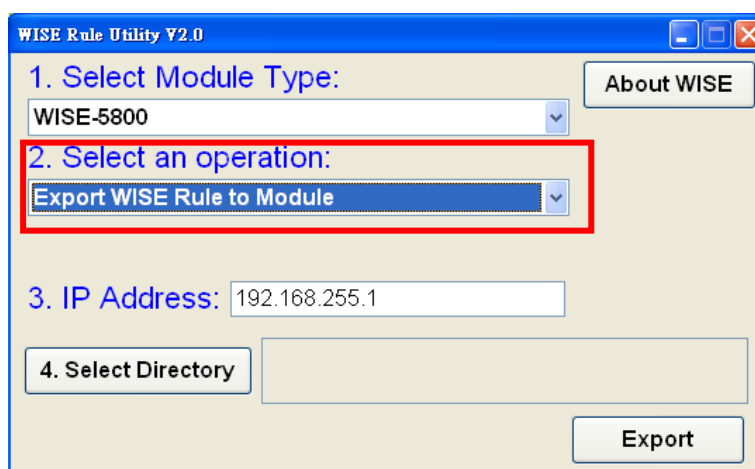 WISE Rule Utility V2.0
1. Select Module Type:
About WISE
WISE-5800
2. Select an operation:
Export WISE Rule to Module
3. IP Address: 192.168.255.1
4. Select Directory
Export